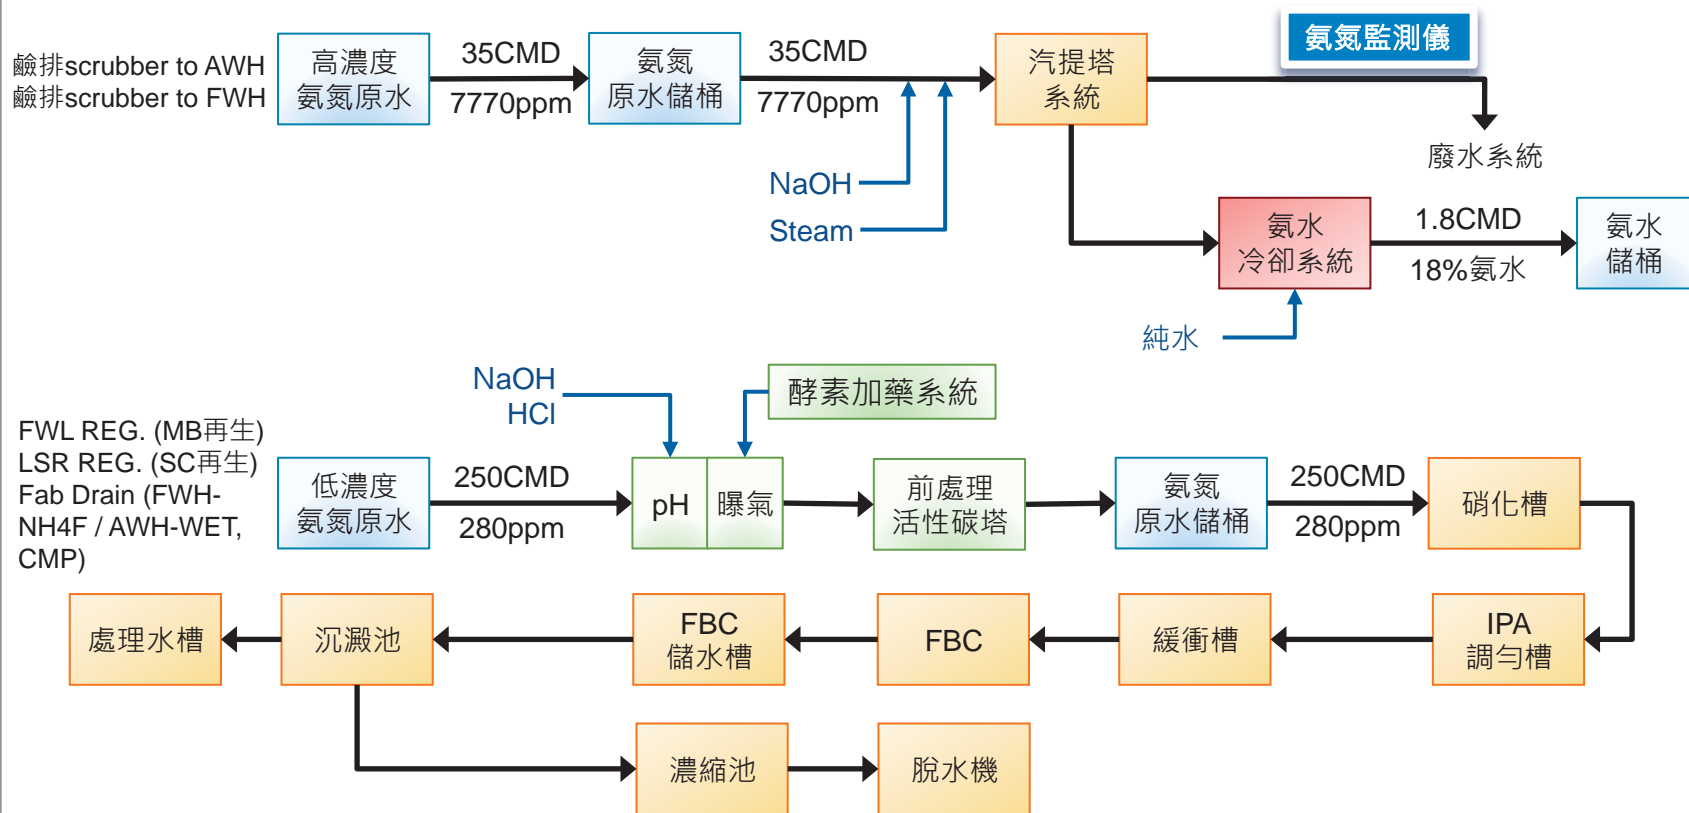 鹼排scrubber to AWH
鹼排scrubber to FWH
高濃度
氨氮原水
35CMD
7770ppm
氨氮
原水儲桶
35CMD
7770ppm
NaOH
Steam
汽提塔
系統
氨氮監測儀
廢水系統
氨水
冷卻系統
純水
1.8CMD
18%氨水
氨水
儲桶
FWL REG. (MB再生)
LSR REG. (SC再生)
Fab Drain (FWH-
NH4F / AWH-WET,
CMP)
低濃度
氨氮原水
250CMD
280ppm
NaOH
HCl
pH
曝氣
酵素加藥系統
前處理
活性碳塔
氨氮
原水儲桶
250CMD
280ppm
硝化槽
IPA
調勻槽
緩衝槽
FBC
FBC
儲水槽
沉澱池
處理水槽
濃縮池
脫水機